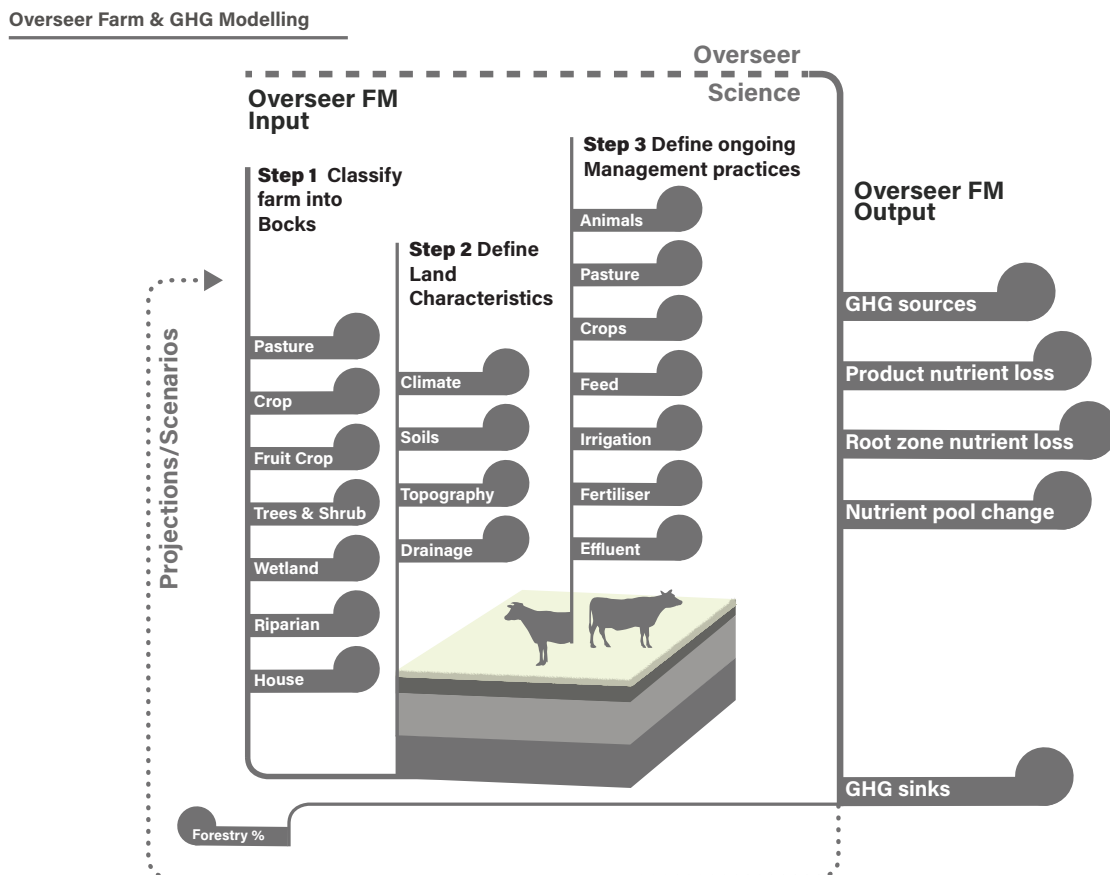 Overseer Farm & GHG Modelling
Overseer
Science
Overseer FM
Input
Step 1 Classify
farm into
Bocks
Pasture
Crop
Fruit Crop
Trees & Shrub
Wetland
Riparian
House
Step 2 Define
Land
Characteristics
Climate
Soils
Topography
Drainage
Step 3 Define ongoing
Management practices
Animals
Pasture
Crops
Feed
Irrigation
Fertiliser
Effluent
Overseer FM
Output
GHG sources
Product nutrient loss
Root zone nutrient loss
Nutrient pool change
GHG sinks
Projections/Scenarios
Forestry %